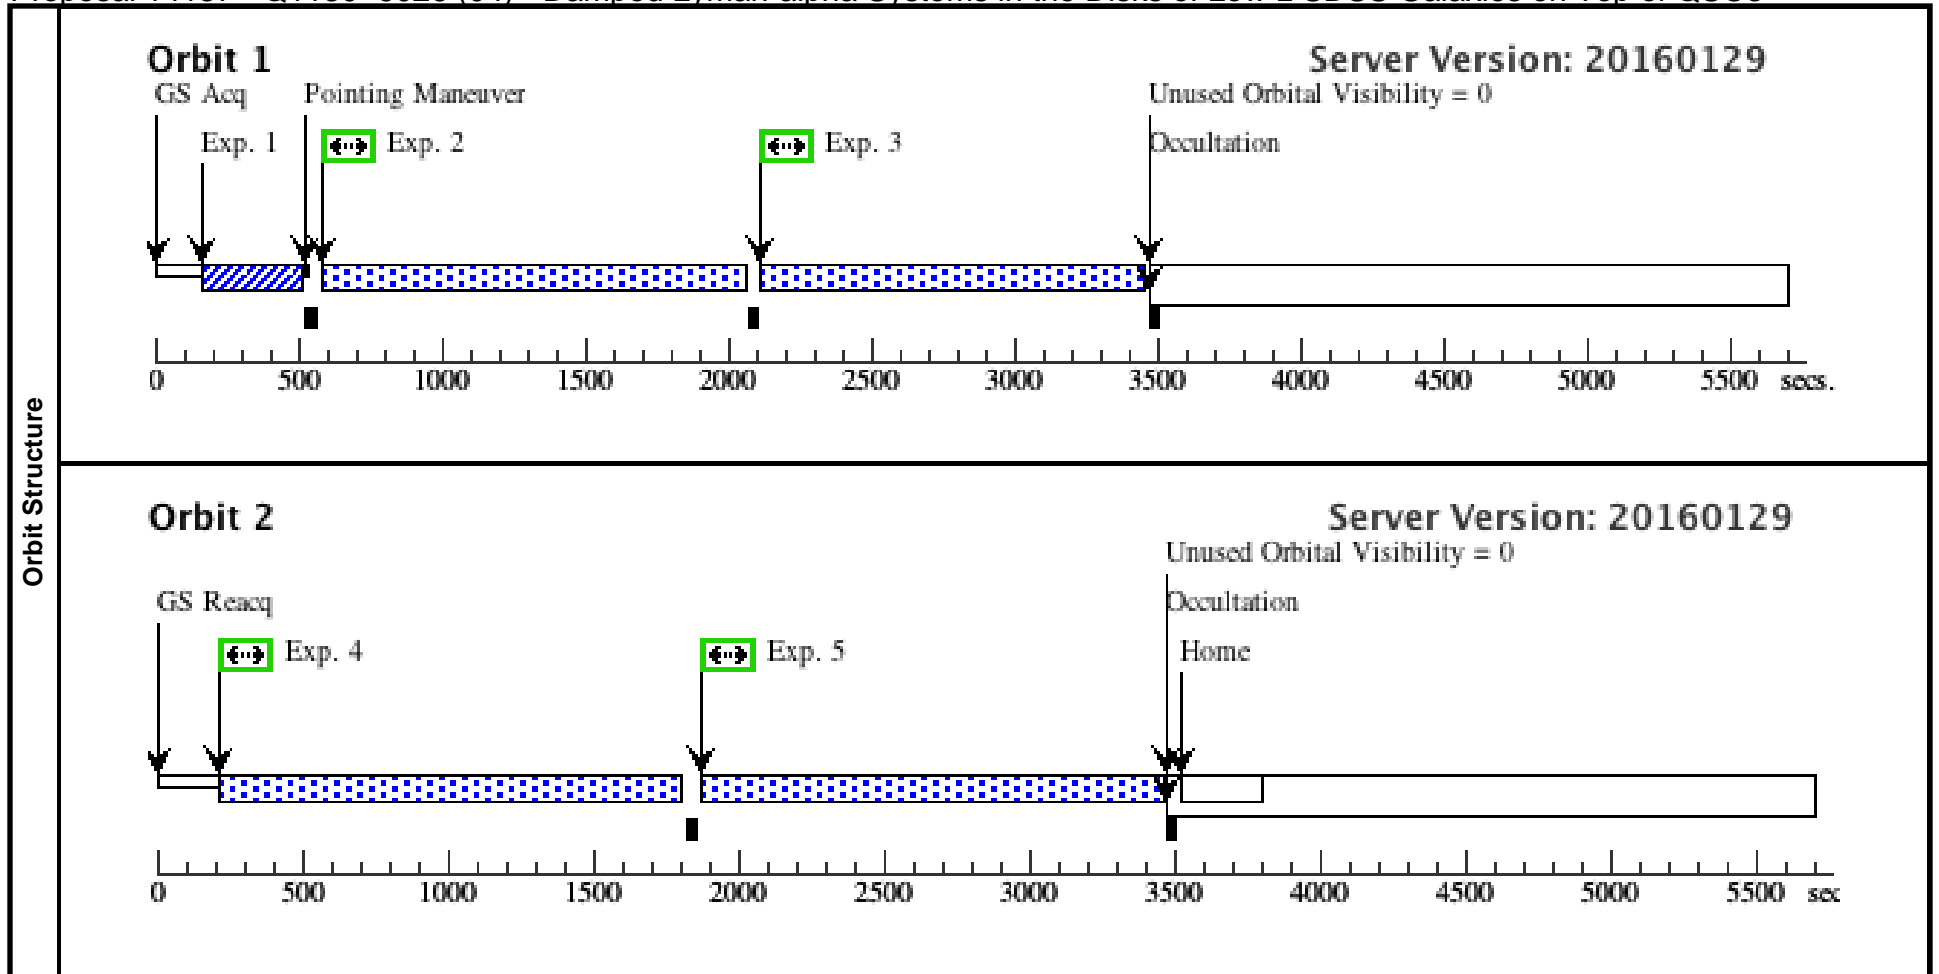 Orbit 1
Server Version: 20160129
GS Acq
Pointing Maneuver
Unused Orbital Visibility = 0
Exp. 1
Exp. 2
Exp. 3
Occultation
0 500 1000 1500 2000 2500 3000 3500 4000 4500 5000 5500 secs.
Orbit Structure
Orbit 2
Server Version: 20160129
Unused Orbital Visibility = 0
GS Reacq
Occultation
Exp. 4
Exp. 5
Home
0 500 1000 1500 2000 2500 3000 3500 4000 4500 5000 5500 sec